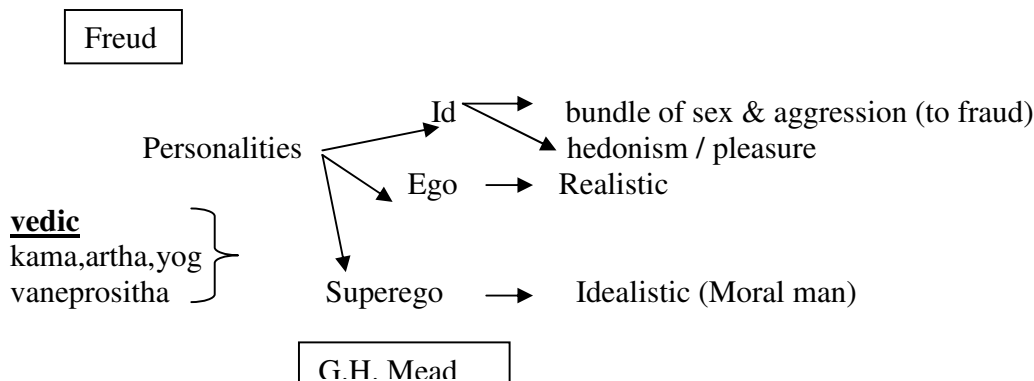 Freud
Id bundle of sex & aggression (to fraud)
Personalities hedonism / pleasure
Ego Realistic
vedic
kama,artha,yog
vaneprositha Superego Idealistic (Moral man)
G.H. Mead